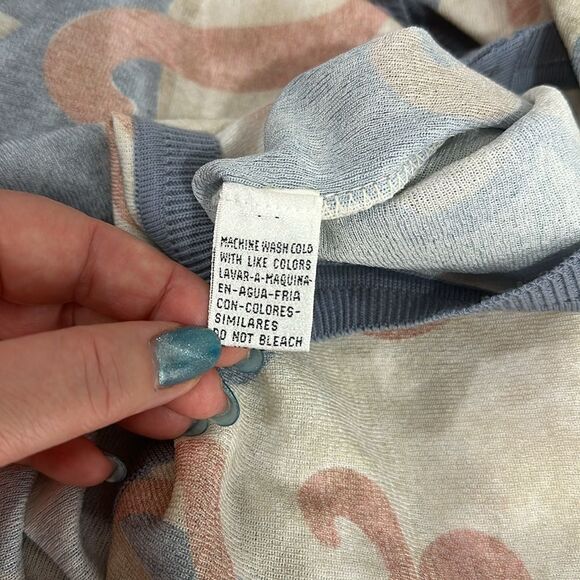 MACHINE WASH COLD
WITH LIKE COLORS
LAVAR-A-MAQUINA-
EN-AGUA-FRIA
CON-COLORES-
SIMILARES
DO NOT BLEACH